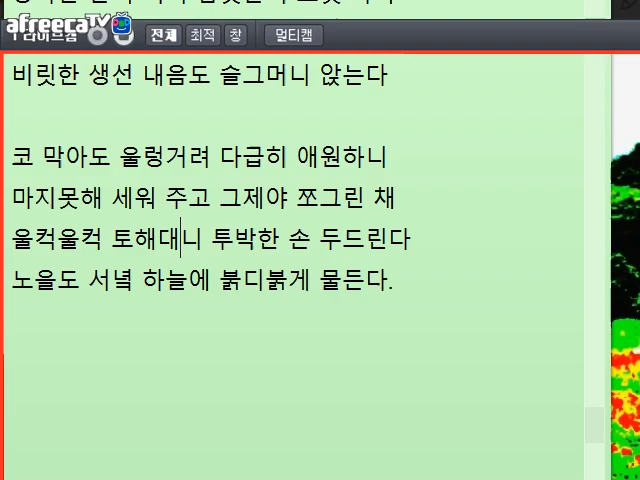 afreecaTV
전체 최적 창 멀티캠
비릿한 생선 내음도 슬그머니 앉는다
코 막아도 울렁거려 다급히 애원하니
마지못해 세워 주고 그제야 쪼그린 채
울컥울컥 토해대니 투박한 손 두드린다
노을도 서녘 하늘에 붉디붉게 물든다.